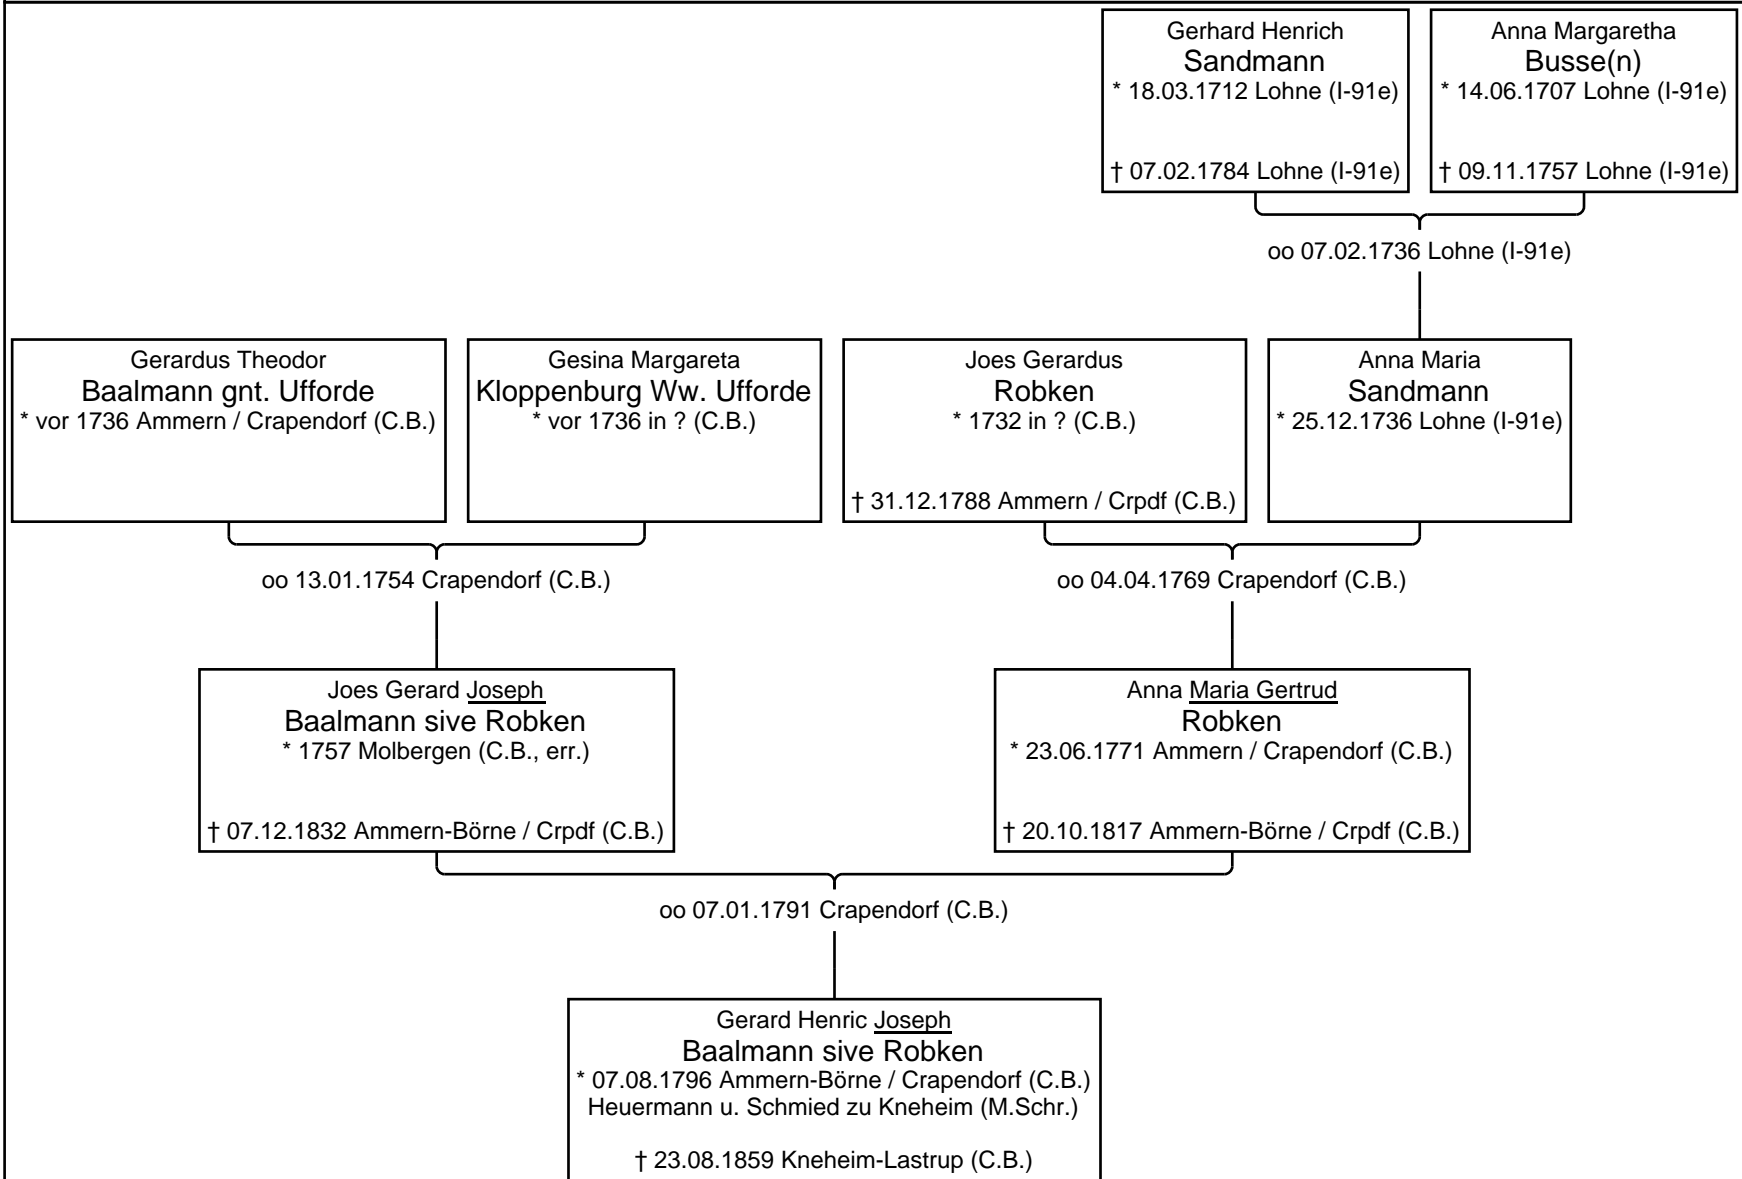 Gerhard Henrich
Sandmann
* 18.03.1712 Lohne (I-91e)
† 07.02.1784 Lohne (I-91e)
Anna Margaretha
Busse(n)
* 14.06.1707 Lohne (I-91e)
† 09.11.1757 Lohne (I-91e)
oo 07.02.1736 Lohne (I-91e)
Gerardus Theodor
Baalmann gnt. Ufforde
* vor 1736 Ammern / Crapendorf (C.B.)
Gesina Margareta
Kloppenburg Ww. Ufforde
* vor 1736 in ? (C.B.)
Joes Gerardus
Robken
* 1732 in ? (C.B.)
† 31.12.1788 Ammern / Crpdf (C.B.)
Anna Maria
Sandmann
* 25.12.1736 Lohne (I-91e)
oo 13.01.1754 Crapendorf (C.B.)
oo 04.04.1769 Crapendorf (C.B.)
Joes Gerard Joseph
Baalmann sive Robken
* 1757 Molbergen (C.B., err.)
† 07.12.1832 Ammern-Börne / Crpdf (C.B.)
Anna Maria Gertrud
Robken
* 23.06.1771 Ammern / Crapendorf (C.B.)
† 20.10.1817 Ammern-Börne / Crpdf (C.B.)
oo 07.01.1791 Crapendorf (C.B.)
Gerard Henric Joseph
Baalmann sive Robken
* 07.08.1796 Ammern-Börne / Crapendorf (C.B.)
Heuermann u. Schmied zu Kneheim (M.Schr.)
† 23.08.1859 Kneheim-Lastrup (C.B.)